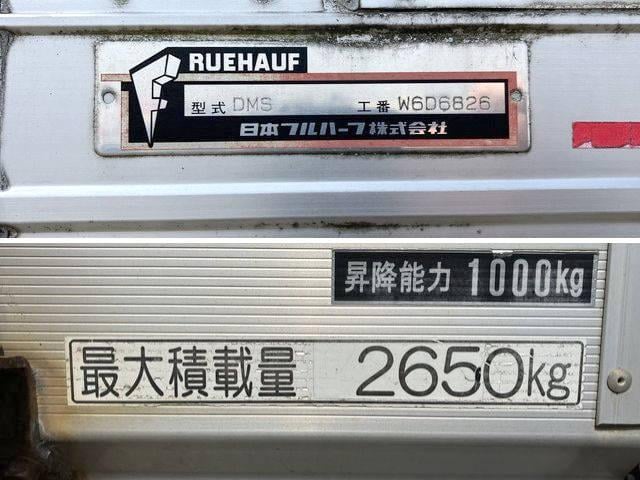 FRUEHAUF
型式 DMS 工番 W6D6826
日本フルハーフ株式会社
昇降能力 1000kg
最大積載量 2650kg